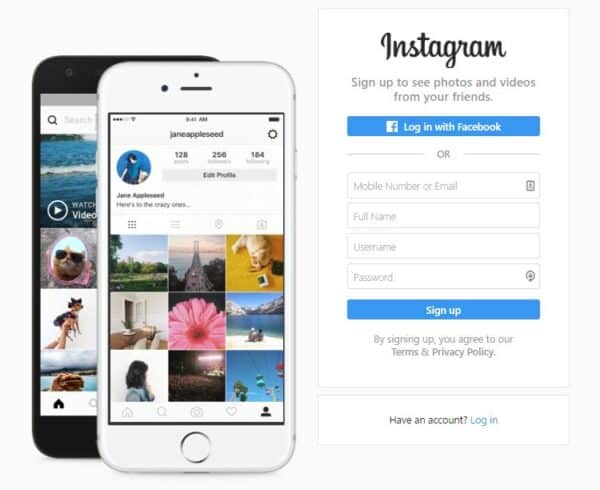 Search
WATCH
Video
9:41 AM
janeappleseed
128 256 184
posts followers following
Edit Profile
Jane Appleseed
Here's to the crazy ones...
Instagram
Sign up to see photos and videos
from your friends.
f Log in with Facebook
OR
Mobile Number or Email
Full Name
Username
Password
Sign up
By signing up, you agree to our
Terms & Privacy Policy.
Have an account? Log in